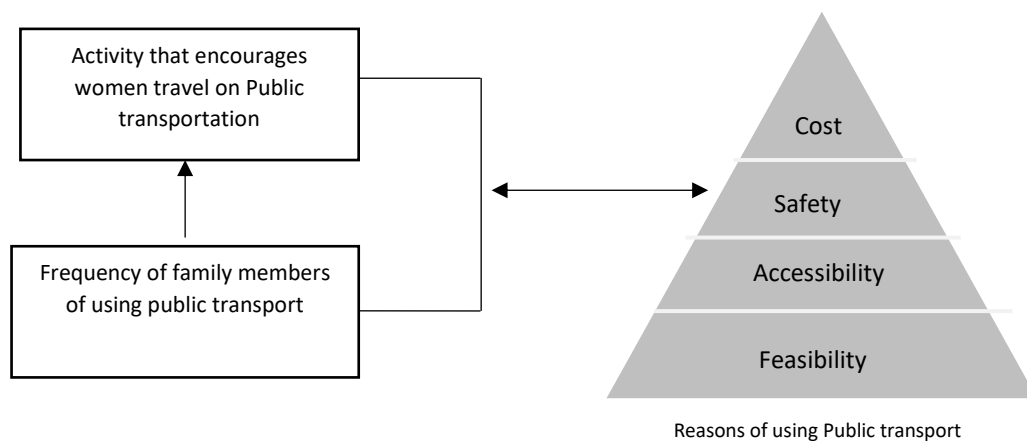 Activity that encourages
women travel on Public
transportation
Frequency of family members
of using public transport
Cost
Safety
Accessibility
Feasibility
Reasons of using Public transport